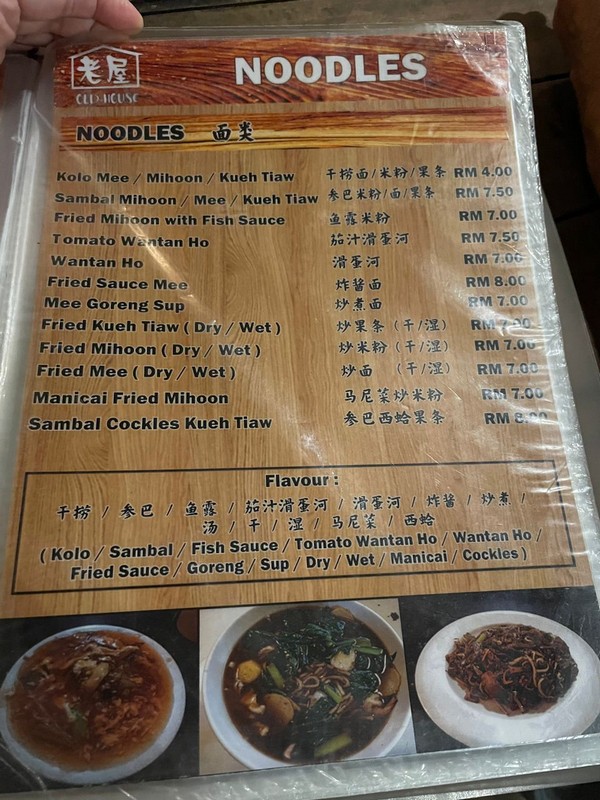 老屋
OLD HOUSE
NOODLES
NOODLES 面类
Kolo Mee / Mihoon / Kueh Tiaw 干捞面/米粉/果条 RM 4.00
Sambal Mihoon / Mee / Kueh Tiaw 参巴米粉/面/果条 RM 7.50
Fried Mihoon with Fish Sauce 鱼露米粉 RM 7.00
Tomato Wantan Ho 茄汁滑蛋河 RM 7.50
Wantan Ho 滑蛋河 RM 7.00
Fried Sauce Mee 炸酱面 RM 8.00
Mee Goreng Sup 炒煮面 RM 7.00
Fried Kueh Tiaw ( Dry / Wet ) 炒果条（干/湿） RM 7.00
Fried Mihoon ( Dry / Wet ) 炒米粉（干/湿） RM 7.00
Fried Mee ( Dry / Wet ) 炒面 （干/湿） RM 7.00
Manicai Fried Mihoon 马尼菜炒米粉 RM 7.00
Sambal Cockles Kueh Tiaw 参巴西蛤果条 RM 8.00
Flavour :
干捞 / 参巴 / 鱼露 / 茄汁滑蛋河 / 滑蛋河 / 炸酱 / 炒煮 /
汤 / 干 / 湿 / 马尼菜 / 西蛤
( Kolo / Sambal / Fish Sauce / Tomato Wantan Ho / Wantan Ho /
Fried Sauce / Goreng / Sup / Dry / Wet / Manicai / Cockles )